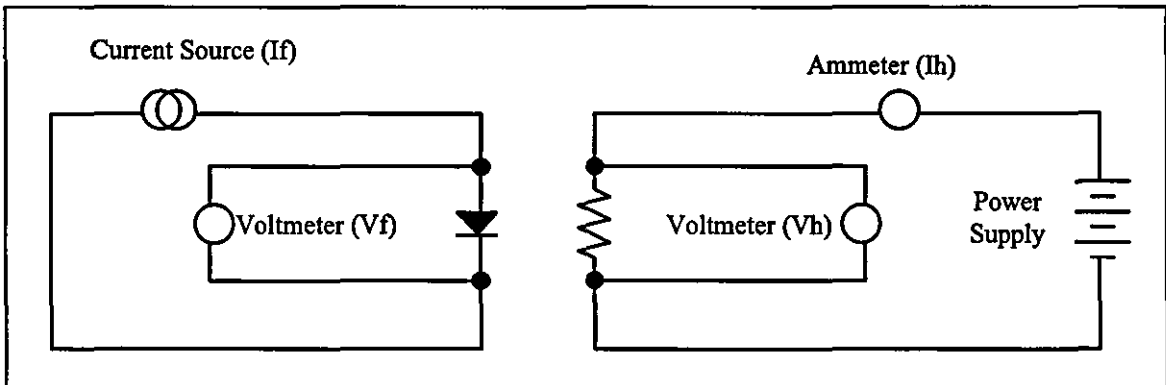 Current Source (If)
Ammeter (Ih)
Voltmeter (Vf)
Voltmeter (Vh)
Power
Supply